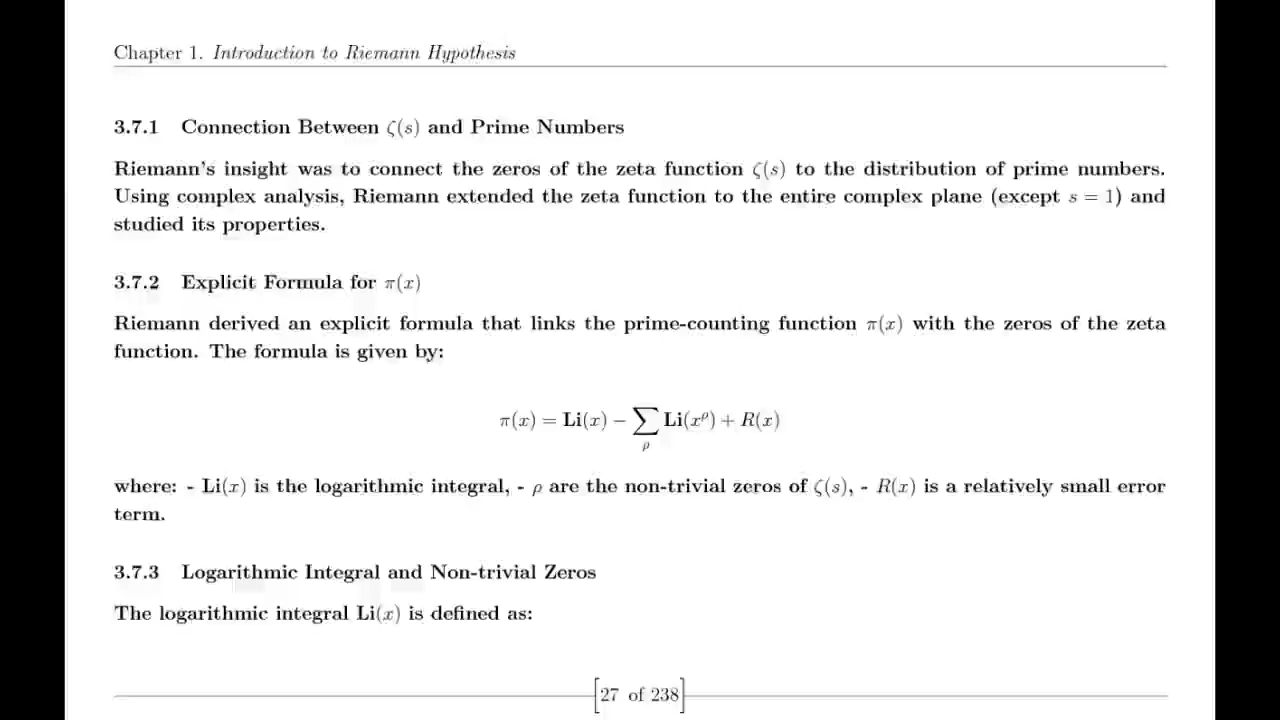 Chapter 1. Introduction to Riemann Hypothesis
3.7.1 Connection Between ζ(s) and Prime Numbers
Riemann's insight was to connect the zeros of the zeta function ζ(s) to the distribution of prime numbers.
Using complex analysis, Riemann extended the zeta function to the entire complex plane (except s = 1) and
studied its properties.
3.7.2 Explicit Formula for π(x)
Riemann derived an explicit formula that links the prime-counting function π(x) with the zeros of the zeta
function. The formula is given by:
π(x) = Li(x) − ∑ Li(x^ρ) + R(x)
ρ
where: - Li(x) is the logarithmic integral, - ρ are the non-trivial zeros of ζ(s), - R(x) is a relatively small error
term.
3.7.3 Logarithmic Integral and Non-trivial Zeros
The logarithmic integral Li(x) is defined as:
[27 of 238]